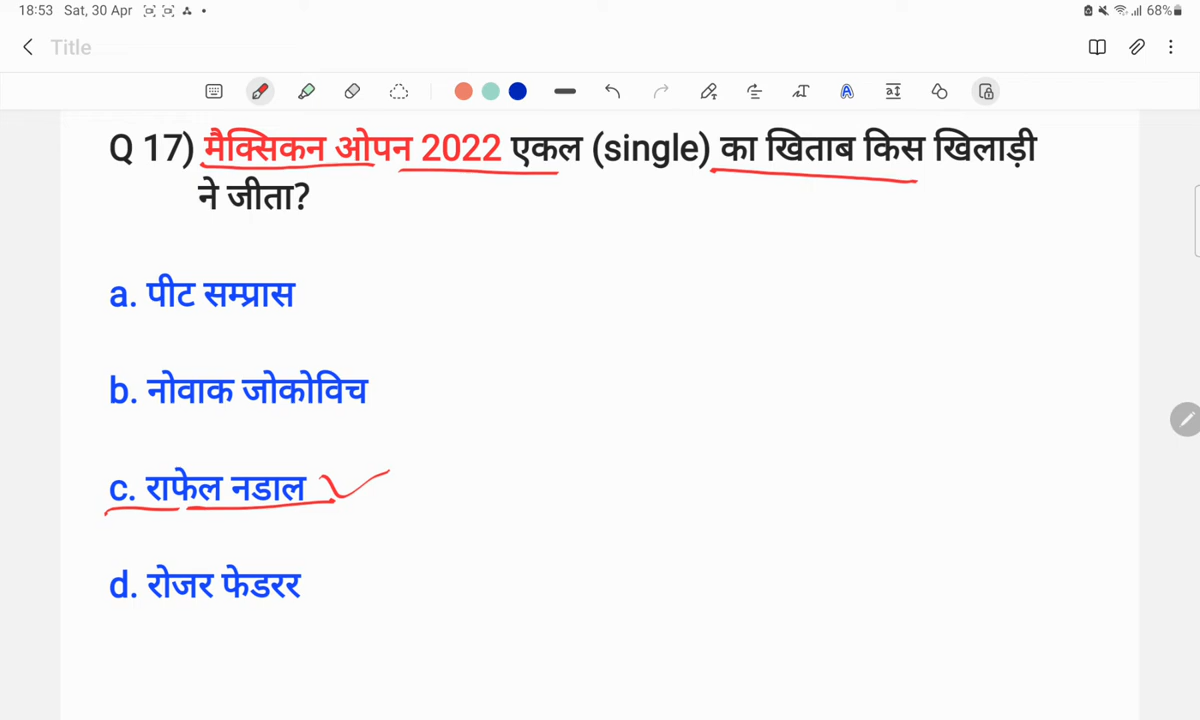 18:53 Sat, 30 Apr
68%
Title
Q 17) मैक्सिकन ओपन 2022 एकल (single) का खिताब किस खिलाड़ी
ने जीता?
a. पीट सम्प्रास
b. नोवाक जोकोविच
c. राफेल नडाल
d. रोजर फेडरर